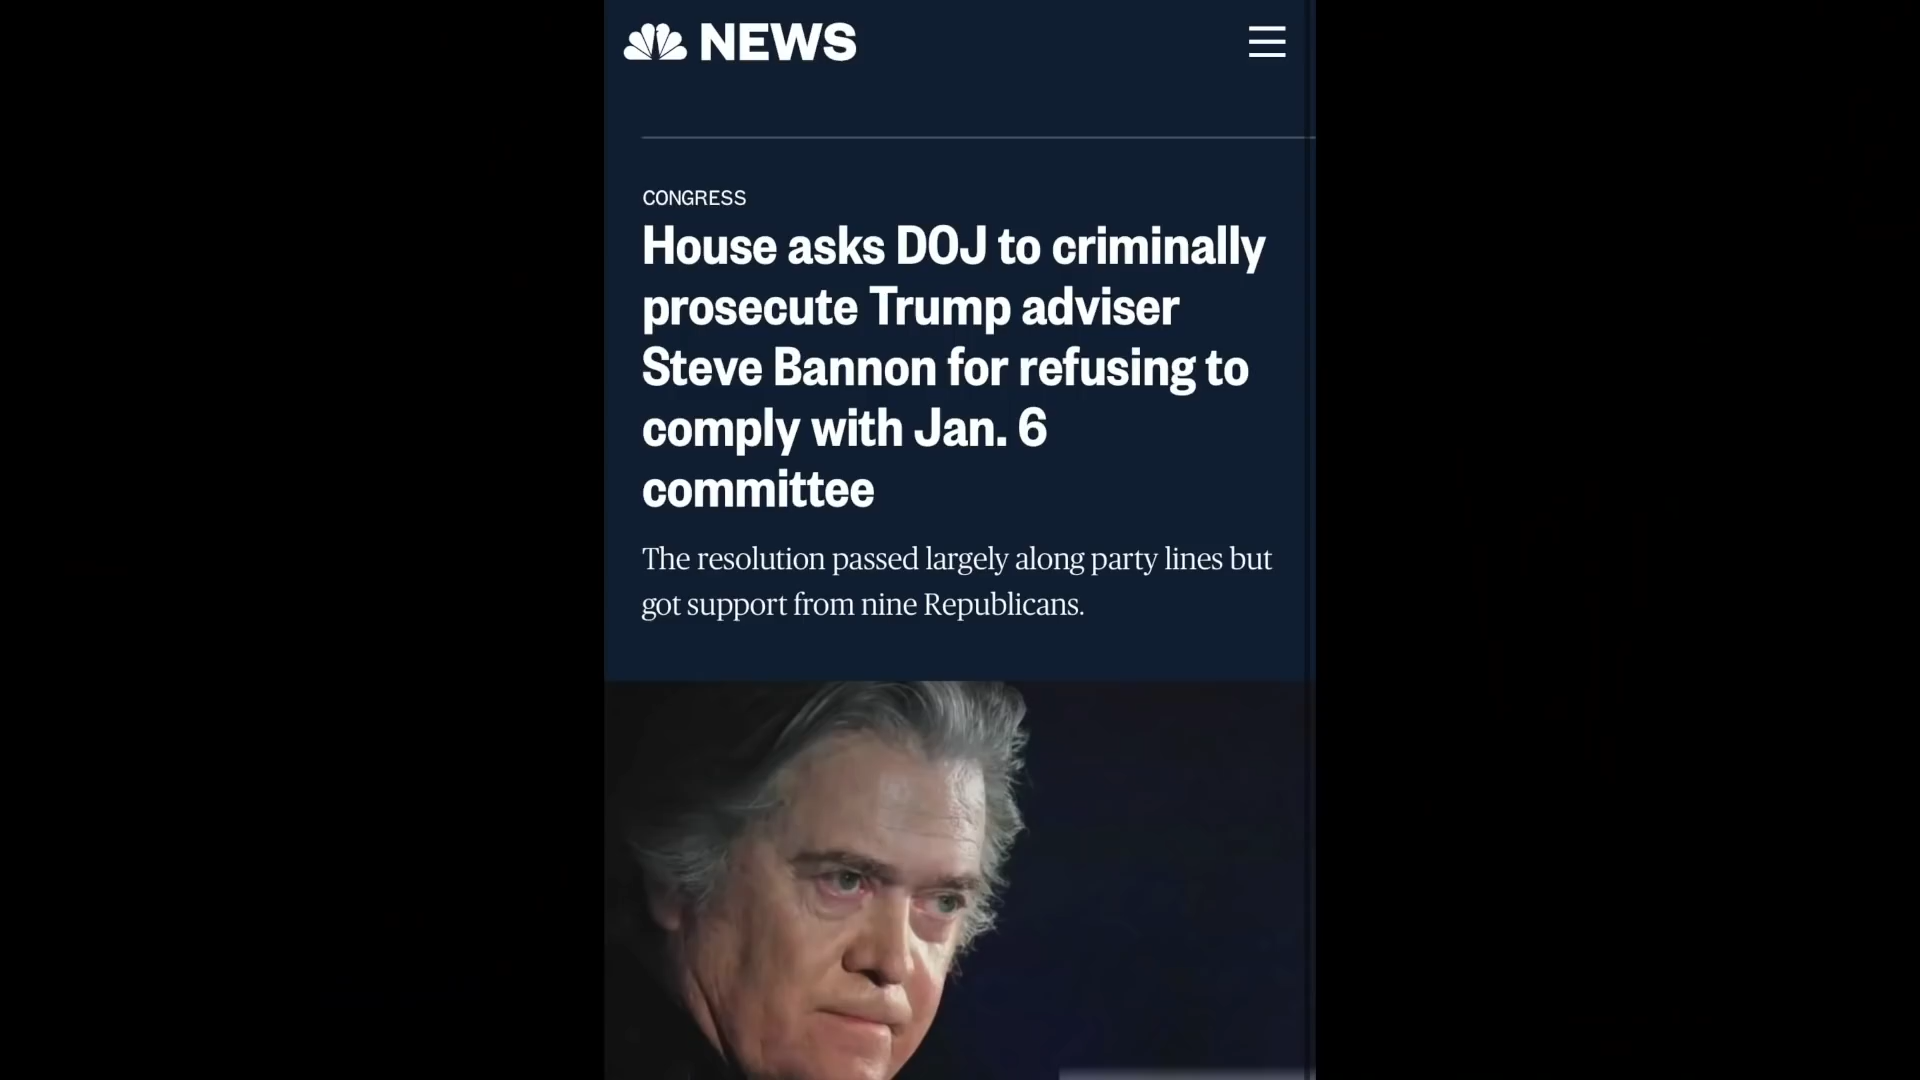 NEWS
CONGRESS
House asks DOJ to criminally
prosecute Trump adviser
Steve Bannon for refusing to
comply with Jan. 6
committee
The resolution passed largely along party lines but
got support from nine Republicans.